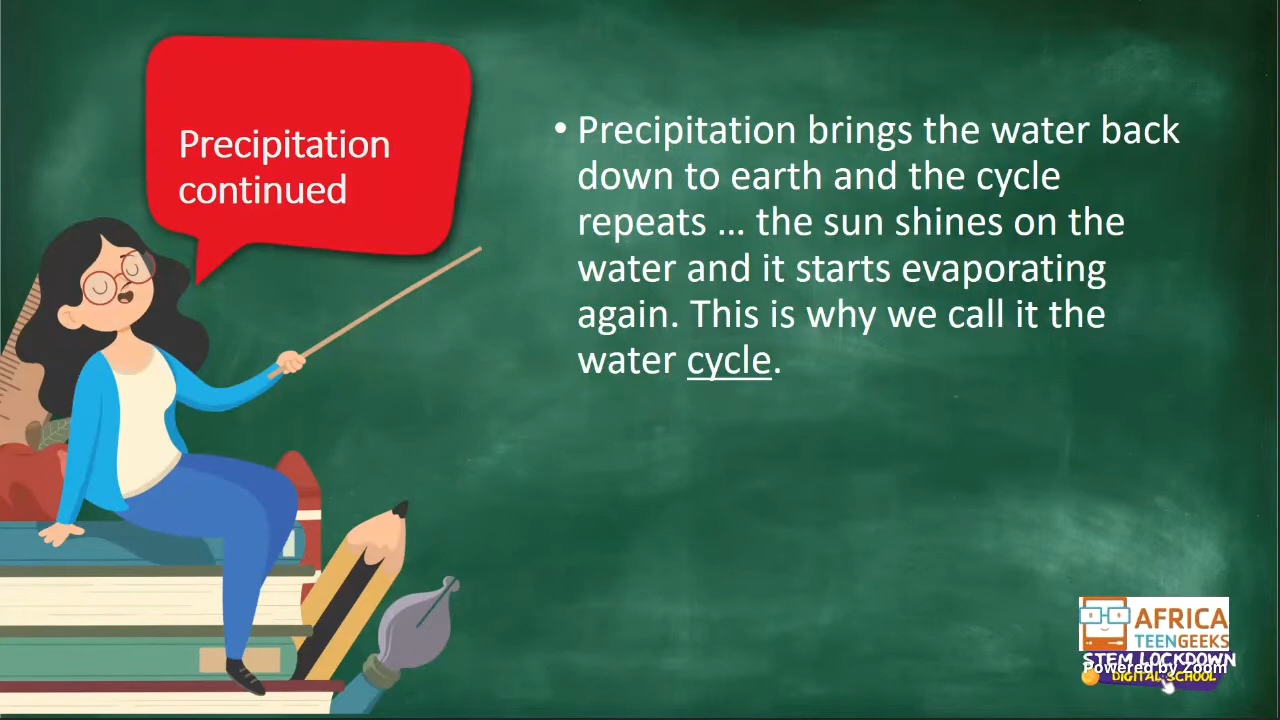 Precipitation
continued
• Precipitation brings the water back
down to earth and the cycle
repeats … the sun shines on the
water and it starts evaporating
again. This is why we call it the
water cycle.
AFRICA
TEENGEEKS
STEM LOCKDOWN
Powered by Zoom
DIGITAL SCHOOL